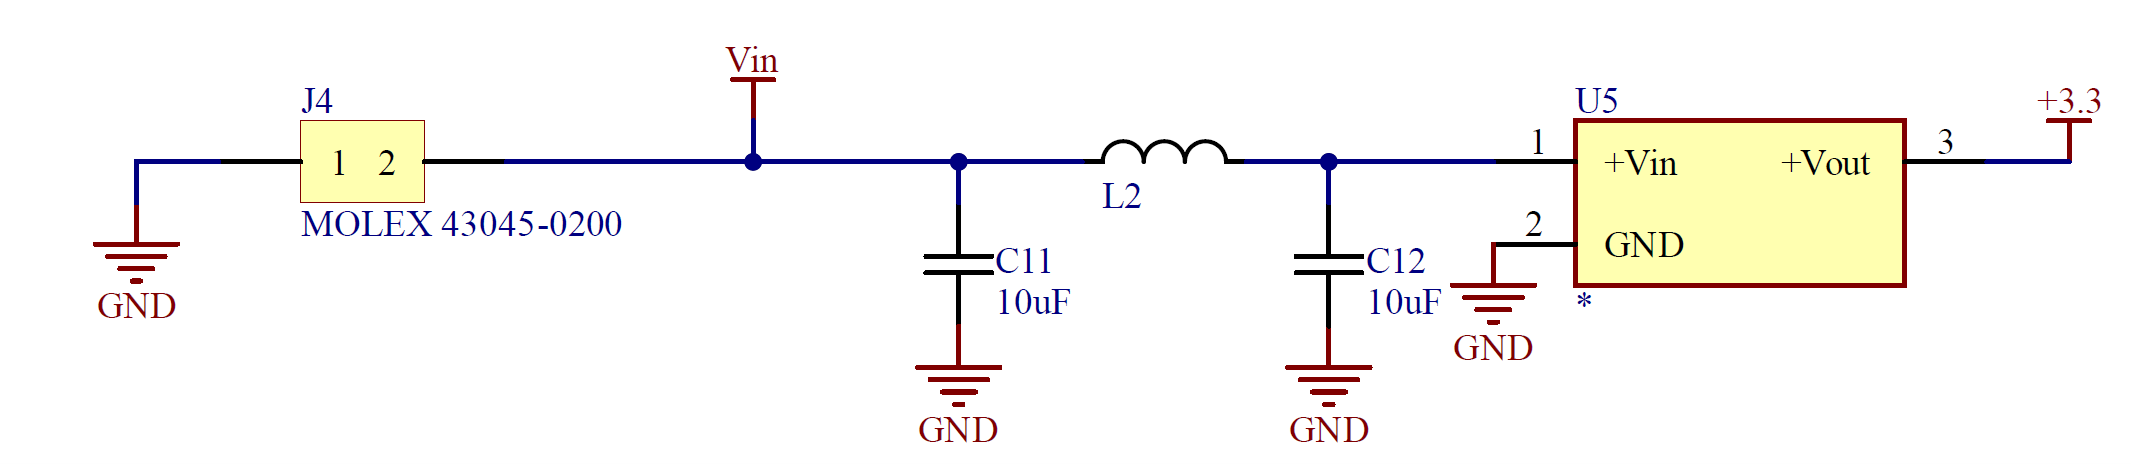 Vin
J4
1 2
MOLEX 43045-0200
GND
C11
10uF
GND
L2
C12
10uF
GND
U5
1
+Vin
+Vout
3
+3.3
2
GND
*
GND